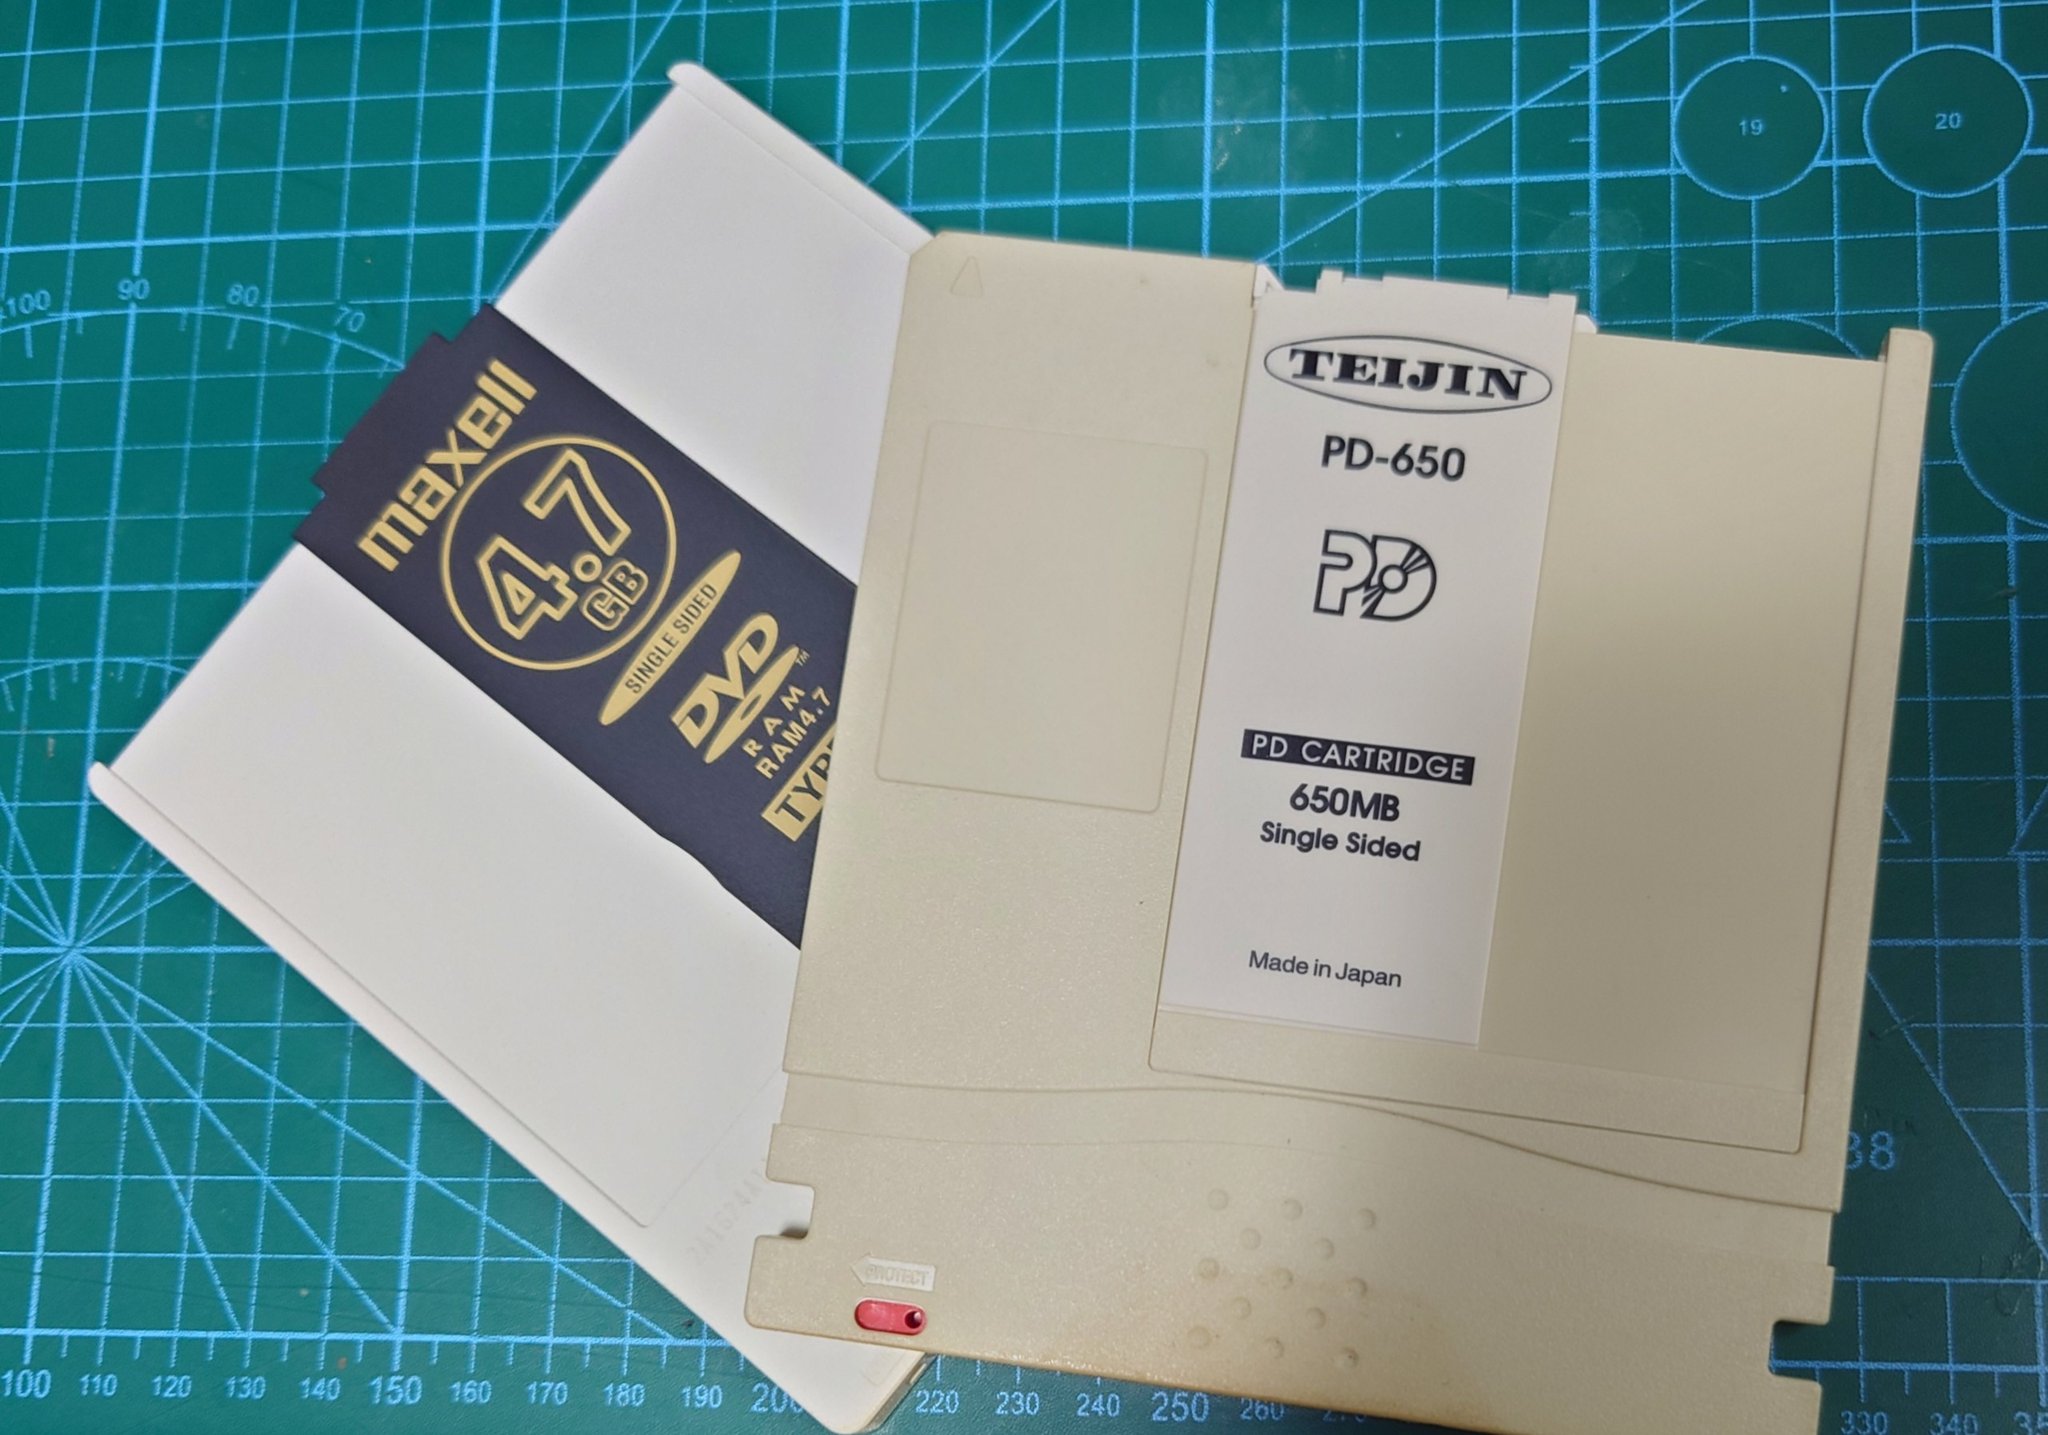 maxell
4.7
GB
SINGLE SIDED
DVD™
RAM
RAM4.7
TEIJIN
PD-650
PD
PD CARTRIDGE
650MB
Single Sided
Made in Japan
PROTECT
19
20
100
90
80
70
38
100 110 120 130 140 150 160 170 180 190 220 230 240 250 260 330 340